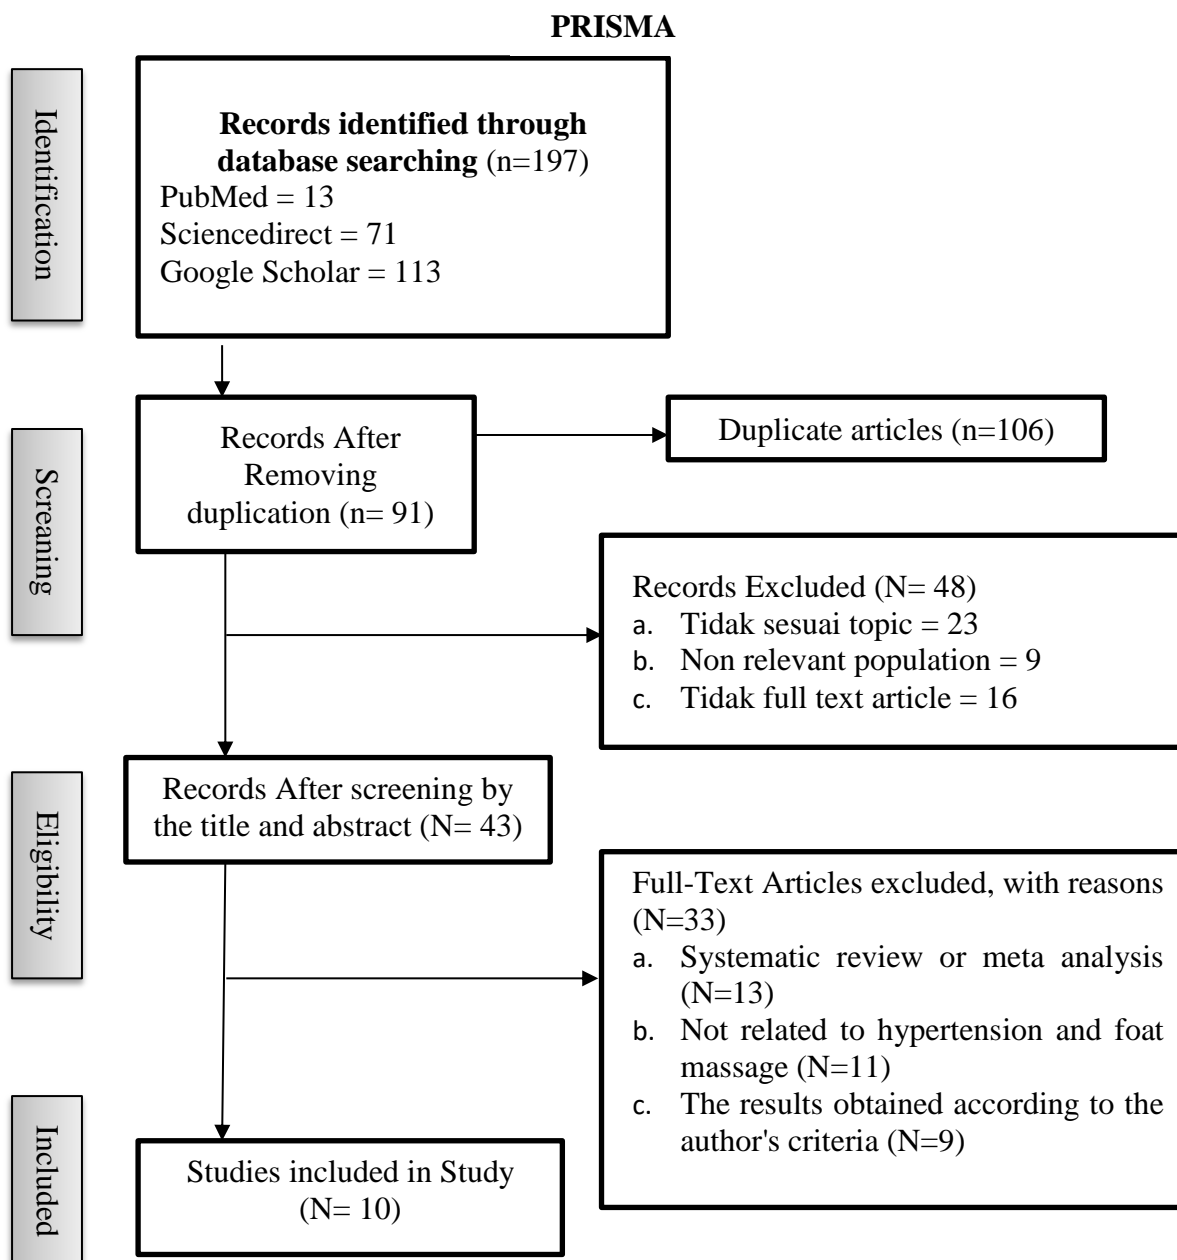 PRISMA
Identification
Records identified through
database searching (n=197)
PubMed = 13
Sciencedirect = 71
Google Scholar = 113
Screaning
Records After
Removing
duplication (n= 91)
Duplicate articles (n=106)
Records Excluded (N= 48)
a. Tidak sesuai topic = 23
b. Non relevant population = 9
c. Tidak full text article = 16
Eligibility
Records After screening by
the title and abstract (N= 43)
Full-Text Articles excluded, with reasons
(N=33)
a. Systematic review or meta analysis
(N=13)
b. Not related to hypertension and foat
massage (N=11)
c. The results obtained according to the
author's criteria (N=9)
Included
Studies included in Study
(N= 10)